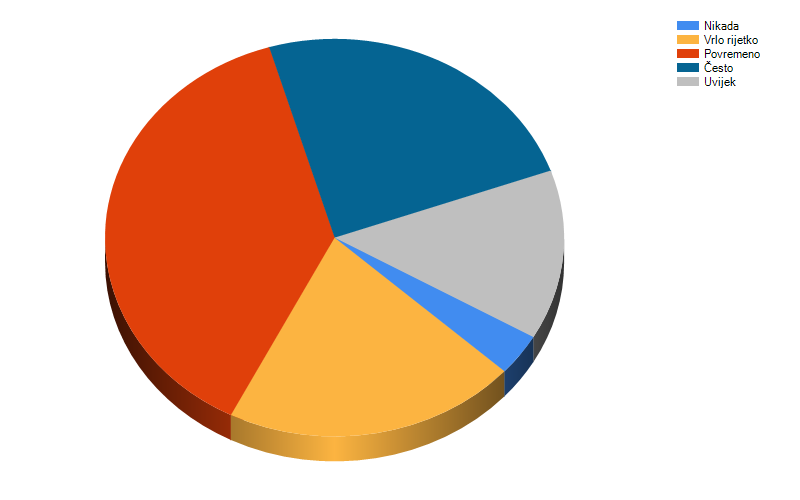 Nikada
Vrlo rijetko
Povremeno
Često
Uvijek